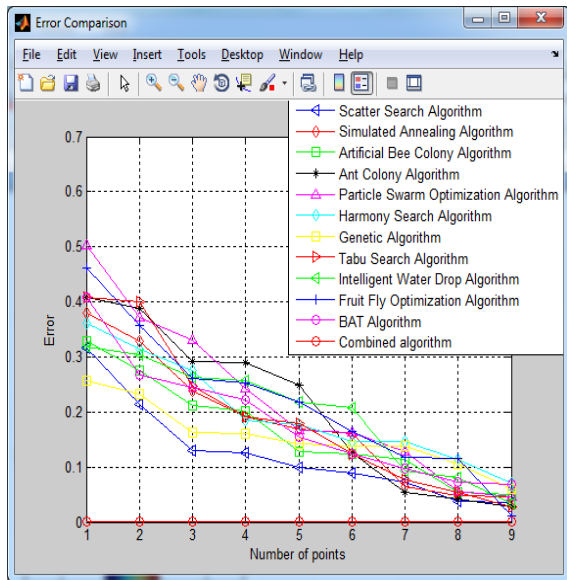 Error Comparison
File Edit View Insert Tools Desktop Window Help
Scatter Search Algorithm
Simulated Annealing Algorithm
Artificial Bee Colony Algorithm
Ant Colony Algorithm
Particle Swarm Optimization Algorithm
Harmony Search Algorithm
Genetic Algorithm
Tabu Search Algorithm
Intelligent Water Drop Algorithm
Fruit Fly Optimization Algorithm
BAT Algorithm
Combined algorithm
0.7
0.6
0.5
0.4
0.3
0.2
0.1
0
Error
1 2 3 4 5 6 7 8 9
Number of points